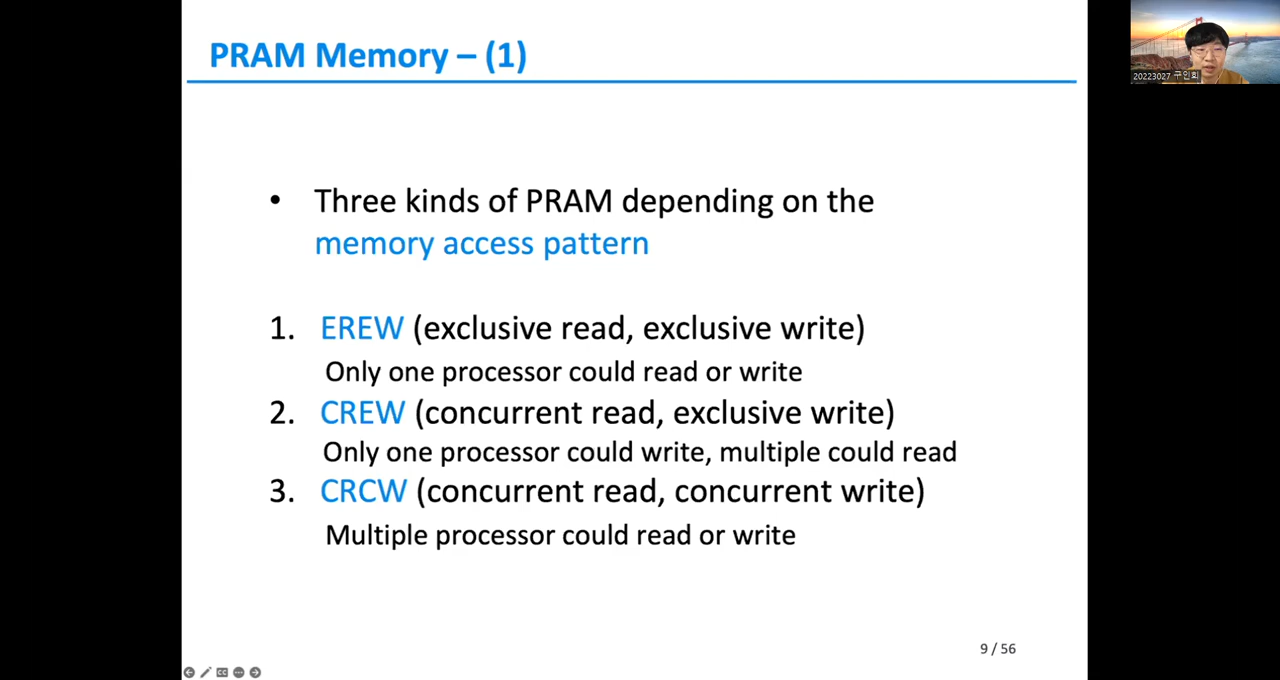 PRAM Memory – (1)
20223027 구인회
• Three kinds of PRAM depending on the
memory access pattern
1. EREW (exclusive read, exclusive write)
Only one processor could read or write
2. CREW (concurrent read, exclusive write)
Only one processor could write, multiple could read
3. CRCW (concurrent read, concurrent write)
Multiple processor could read or write
9 / 56